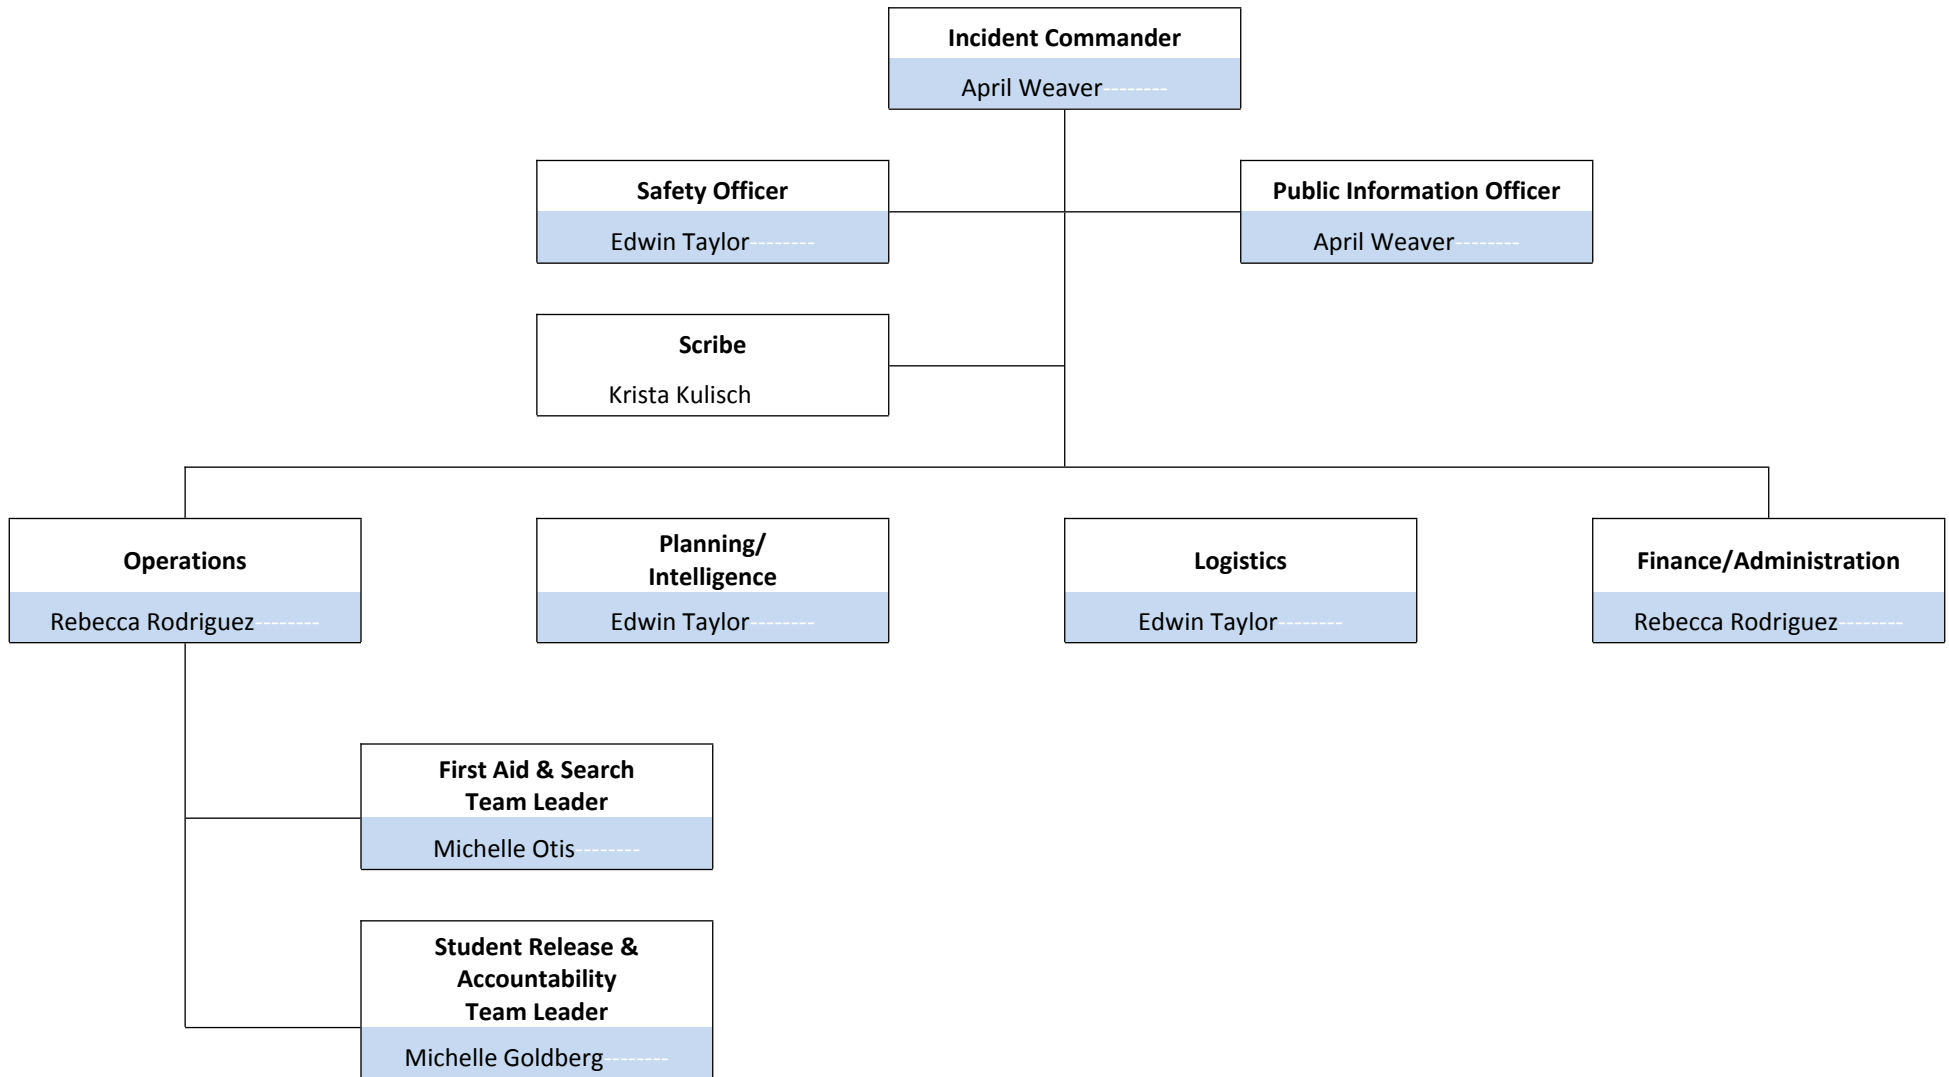 Incident Commander
April Weaver--------
Safety Officer
Edwin Taylor--------
Public Information Officer
April Weaver--------
Scribe
Krista Kulisch
Operations
Rebecca Rodriguez--------
Planning/
Intelligence
Edwin Taylor--------
Logistics
Edwin Taylor--------
Finance/Administration
Rebecca Rodriguez--------
First Aid & Search
Team Leader
Michelle Otis--------
Student Release &
Accountability
Team Leader
Michelle Goldberg--------